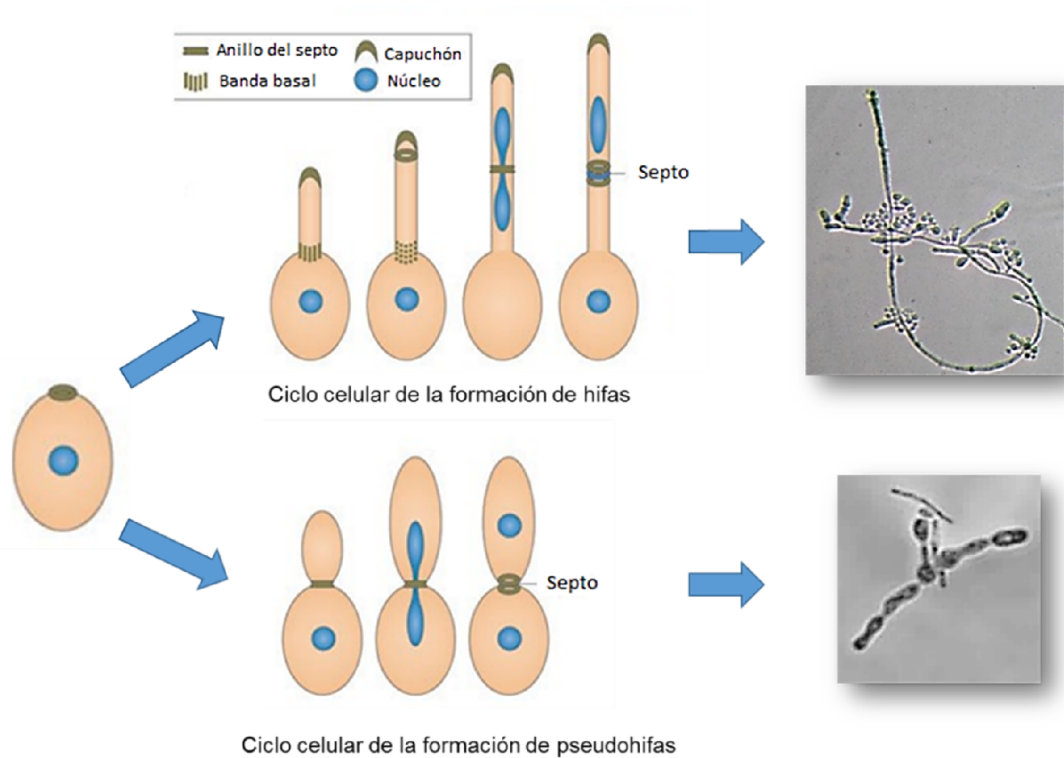 Anillo del septo
Capuchón
Banda basal
Núcleo
Septo
Ciclo celular de la formación de hifas
Septo
Ciclo celular de la formación de pseudohifas